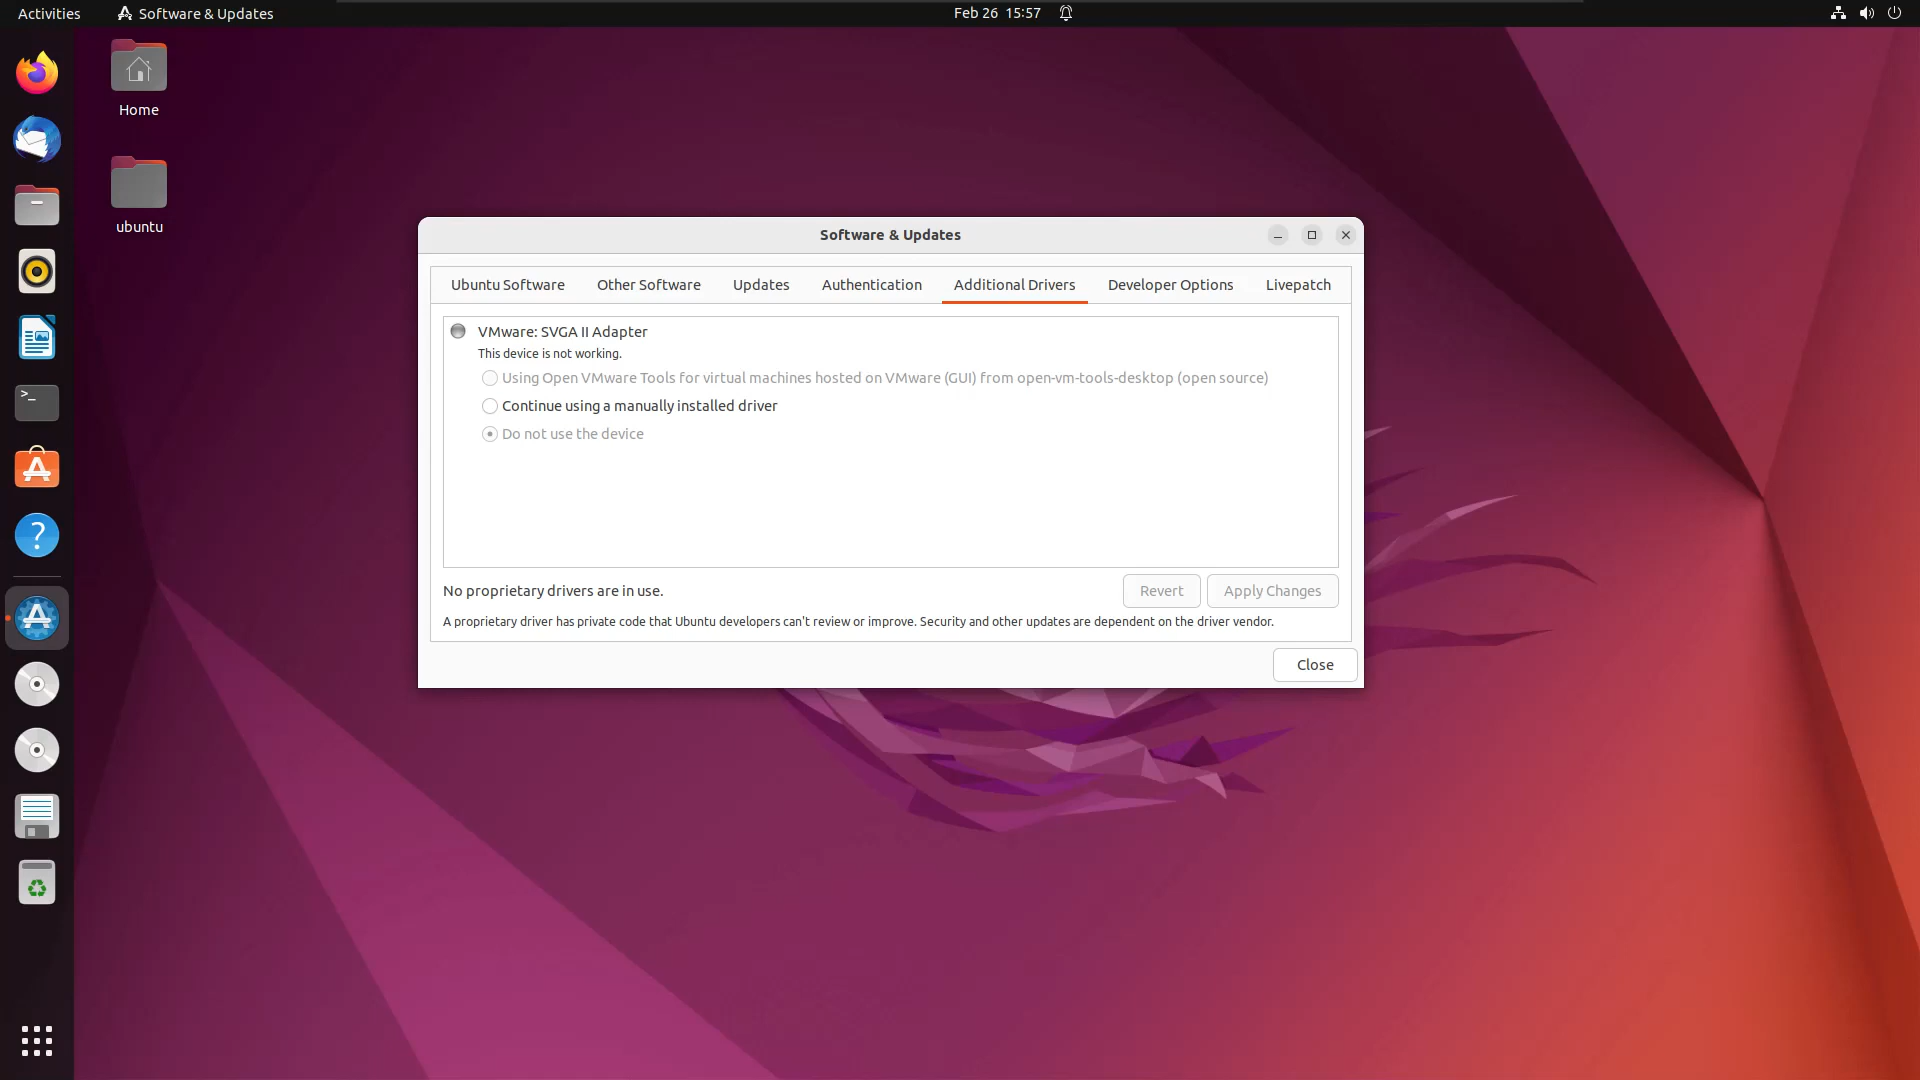 Activities
Software & Updates
Feb 26 15:57
Home
ubuntu
Software & Updates
Ubuntu Software
Other Software
Updates
Authentication
Additional Drivers
Developer Options
Livepatch
VMware: SVGA II Adapter
This device is not working.
Using Open VMware Tools for virtual machines hosted on VMware (GUI) from open-vm-tools-desktop (open source)
Continue using a manually installed driver
Do not use the device
No proprietary drivers are in use.
Revert
Apply Changes
A proprietary driver has private code that Ubuntu developers can't review or improve. Security and other updates are dependent on the driver vendor.
Close